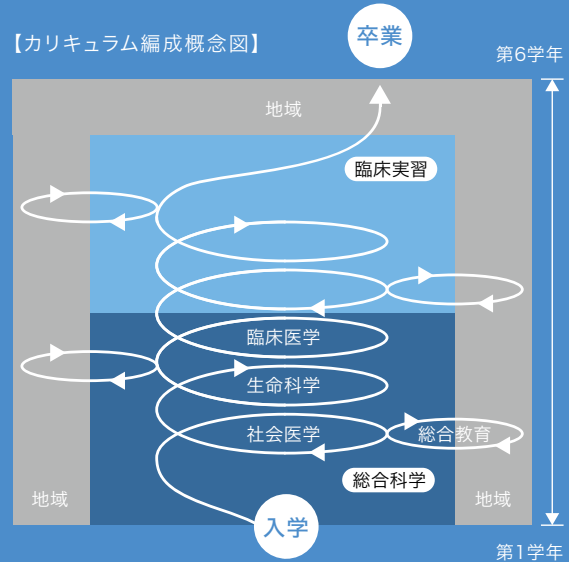 【カリキュラム編成概念図】
卒業
第6学年
地域
臨床実習
臨床医学
生命科学
社会医学
総合教育
総合科学
地域
地域
入学
第1学年